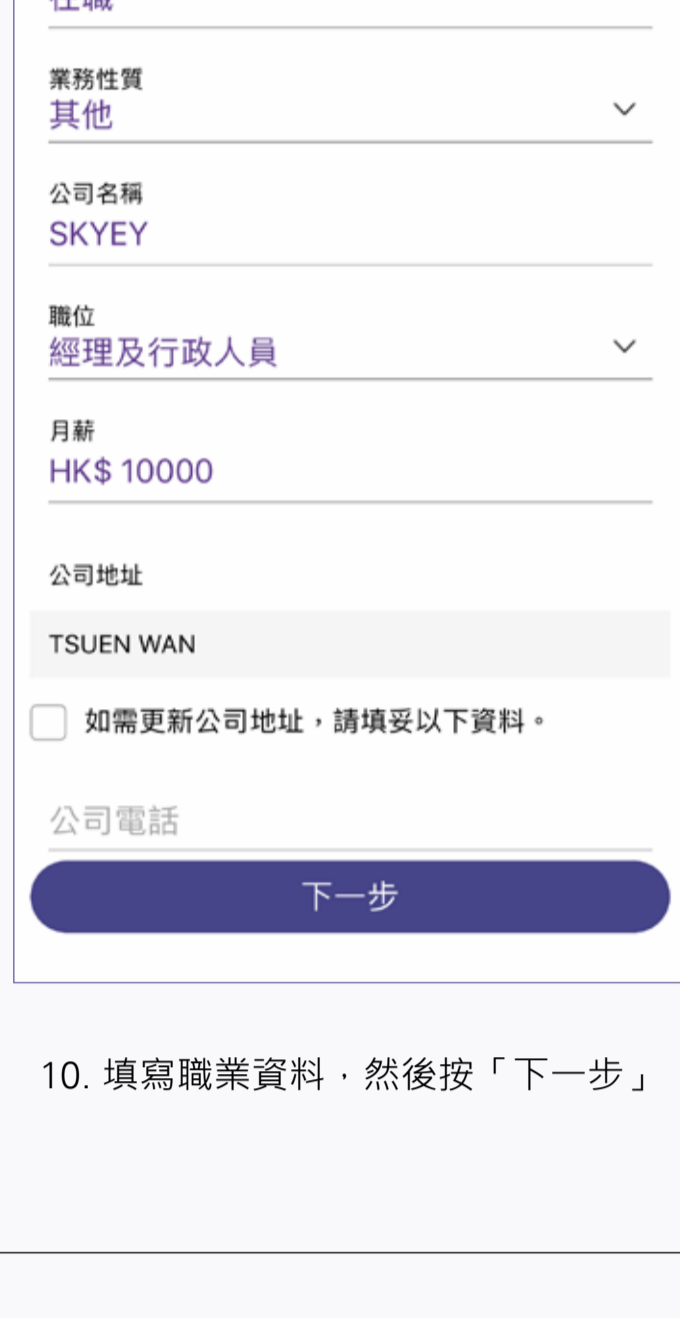 業務性質
其他
公司名稱
SKYEY
職位
經理及行政人員
月薪
HK$ 10000
公司地址
TSUEN WAN
如需更新公司地址，請填妥以下資料。
公司電話
下一步
10. 填寫職業資料，然後按「下一步」